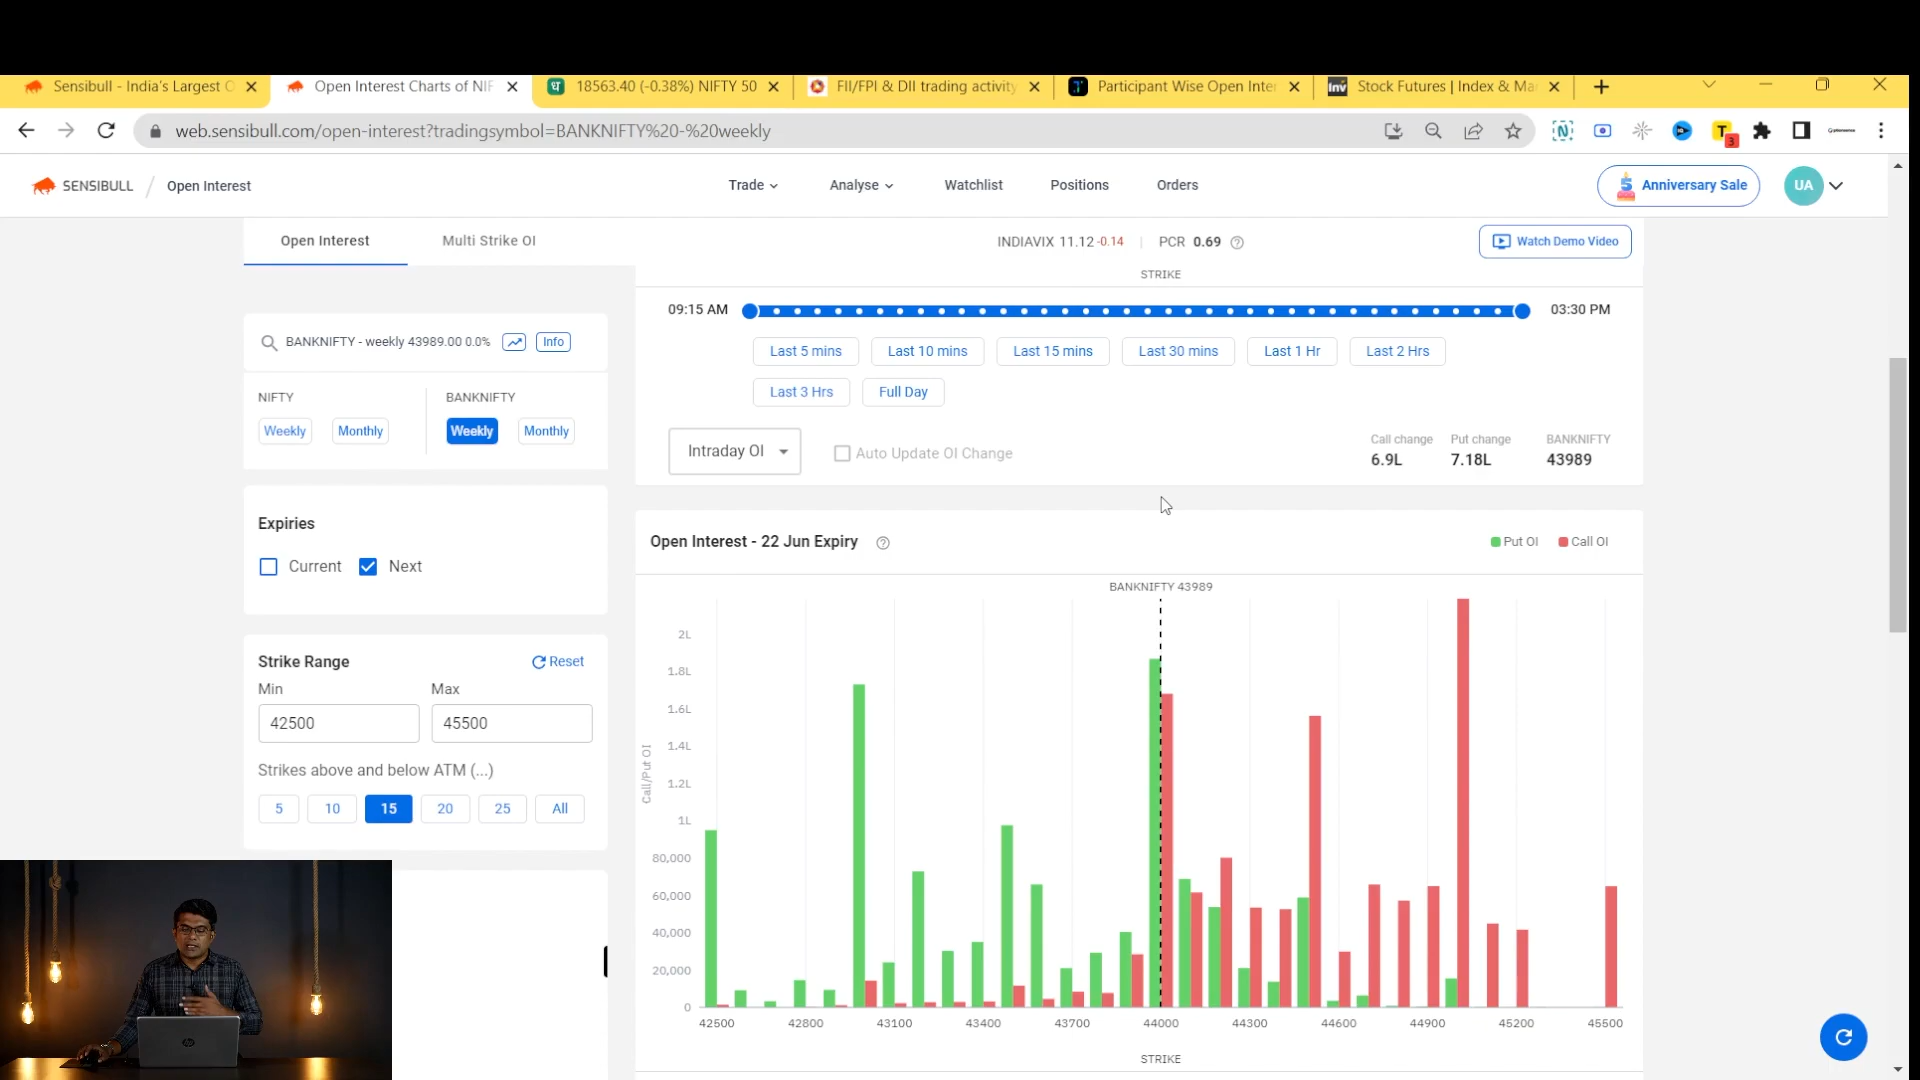 Sensibull - India's Largest O
Open Interest Charts of NIF
18563.40 (-0.38%) NIFTY 50
FII/FPI & DII trading activity
Participant Wise Open Inter
Inv
Stock Futures | Index & Mar
web.sensibull.com/open-interest?tradingsymbol=BANKNIFTY%20-%20weekly
SENSIBULL / Open Interest
Trade
Analyse
Watchlist
Positions
Orders
Anniversary Sale
UA
Open Interest
Multi Strike OI
INDIAVIX 11.12 -0.14 | PCR 0.69
Watch Demo Video
STRIKE
09:15 AM
03:30 PM
Last 5 mins
Last 10 mins
Last 15 mins
Last 30 mins
Last 1 Hr
Last 2 Hrs
Last 3 Hrs
Full Day
Intraday OI
Auto Update OI Change
Call change
6.9L
Put change
7.18L
BANKNIFTY
43989
BANKNIFTY - weekly 43989.00 0.0%
Info
NIFTY
Weekly
Monthly
BANKNIFTY
Weekly
Monthly
Expiries
Current
Next
Strike Range
Reset
Min
Max
42500
45500
Strikes above and below ATM (...)
5
10
15
20
25
All
Open Interest - 22 Jun Expiry
Put OI
Call OI
BANKNIFTY 43989
Call/Put OI
2L
1.8L
1.6L
1.4L
1.2L
1L
80,000
60,000
40,000
20,000
0
42500
42800
43100
43400
43700
44000
44300
44600
44900
45200
45500
STRIKE